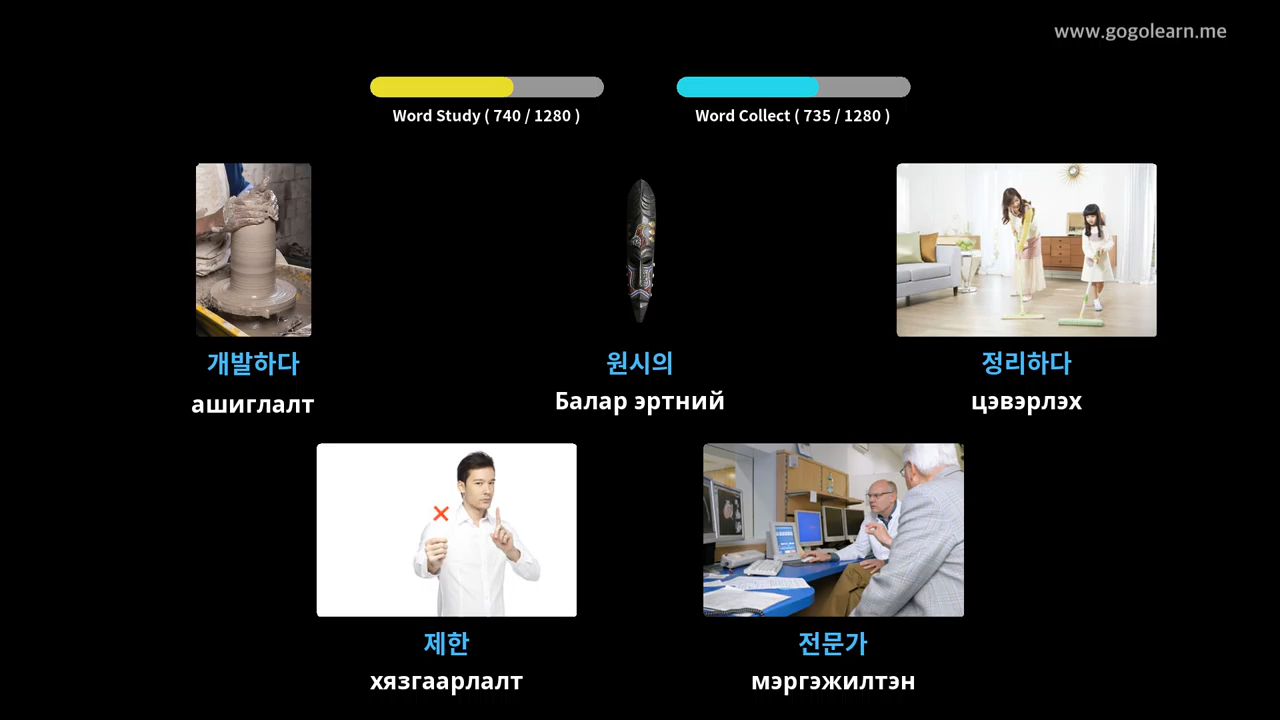 www.gogolearn.me
Word Study ( 740 / 1280 )
Word Collect ( 735 / 1280 )
개발하다
ашиглалт
원시의
Балар эртний
정리하다
цэвэрлэх
제한
хязгаарлалт
전문가
мэргэжилтэн